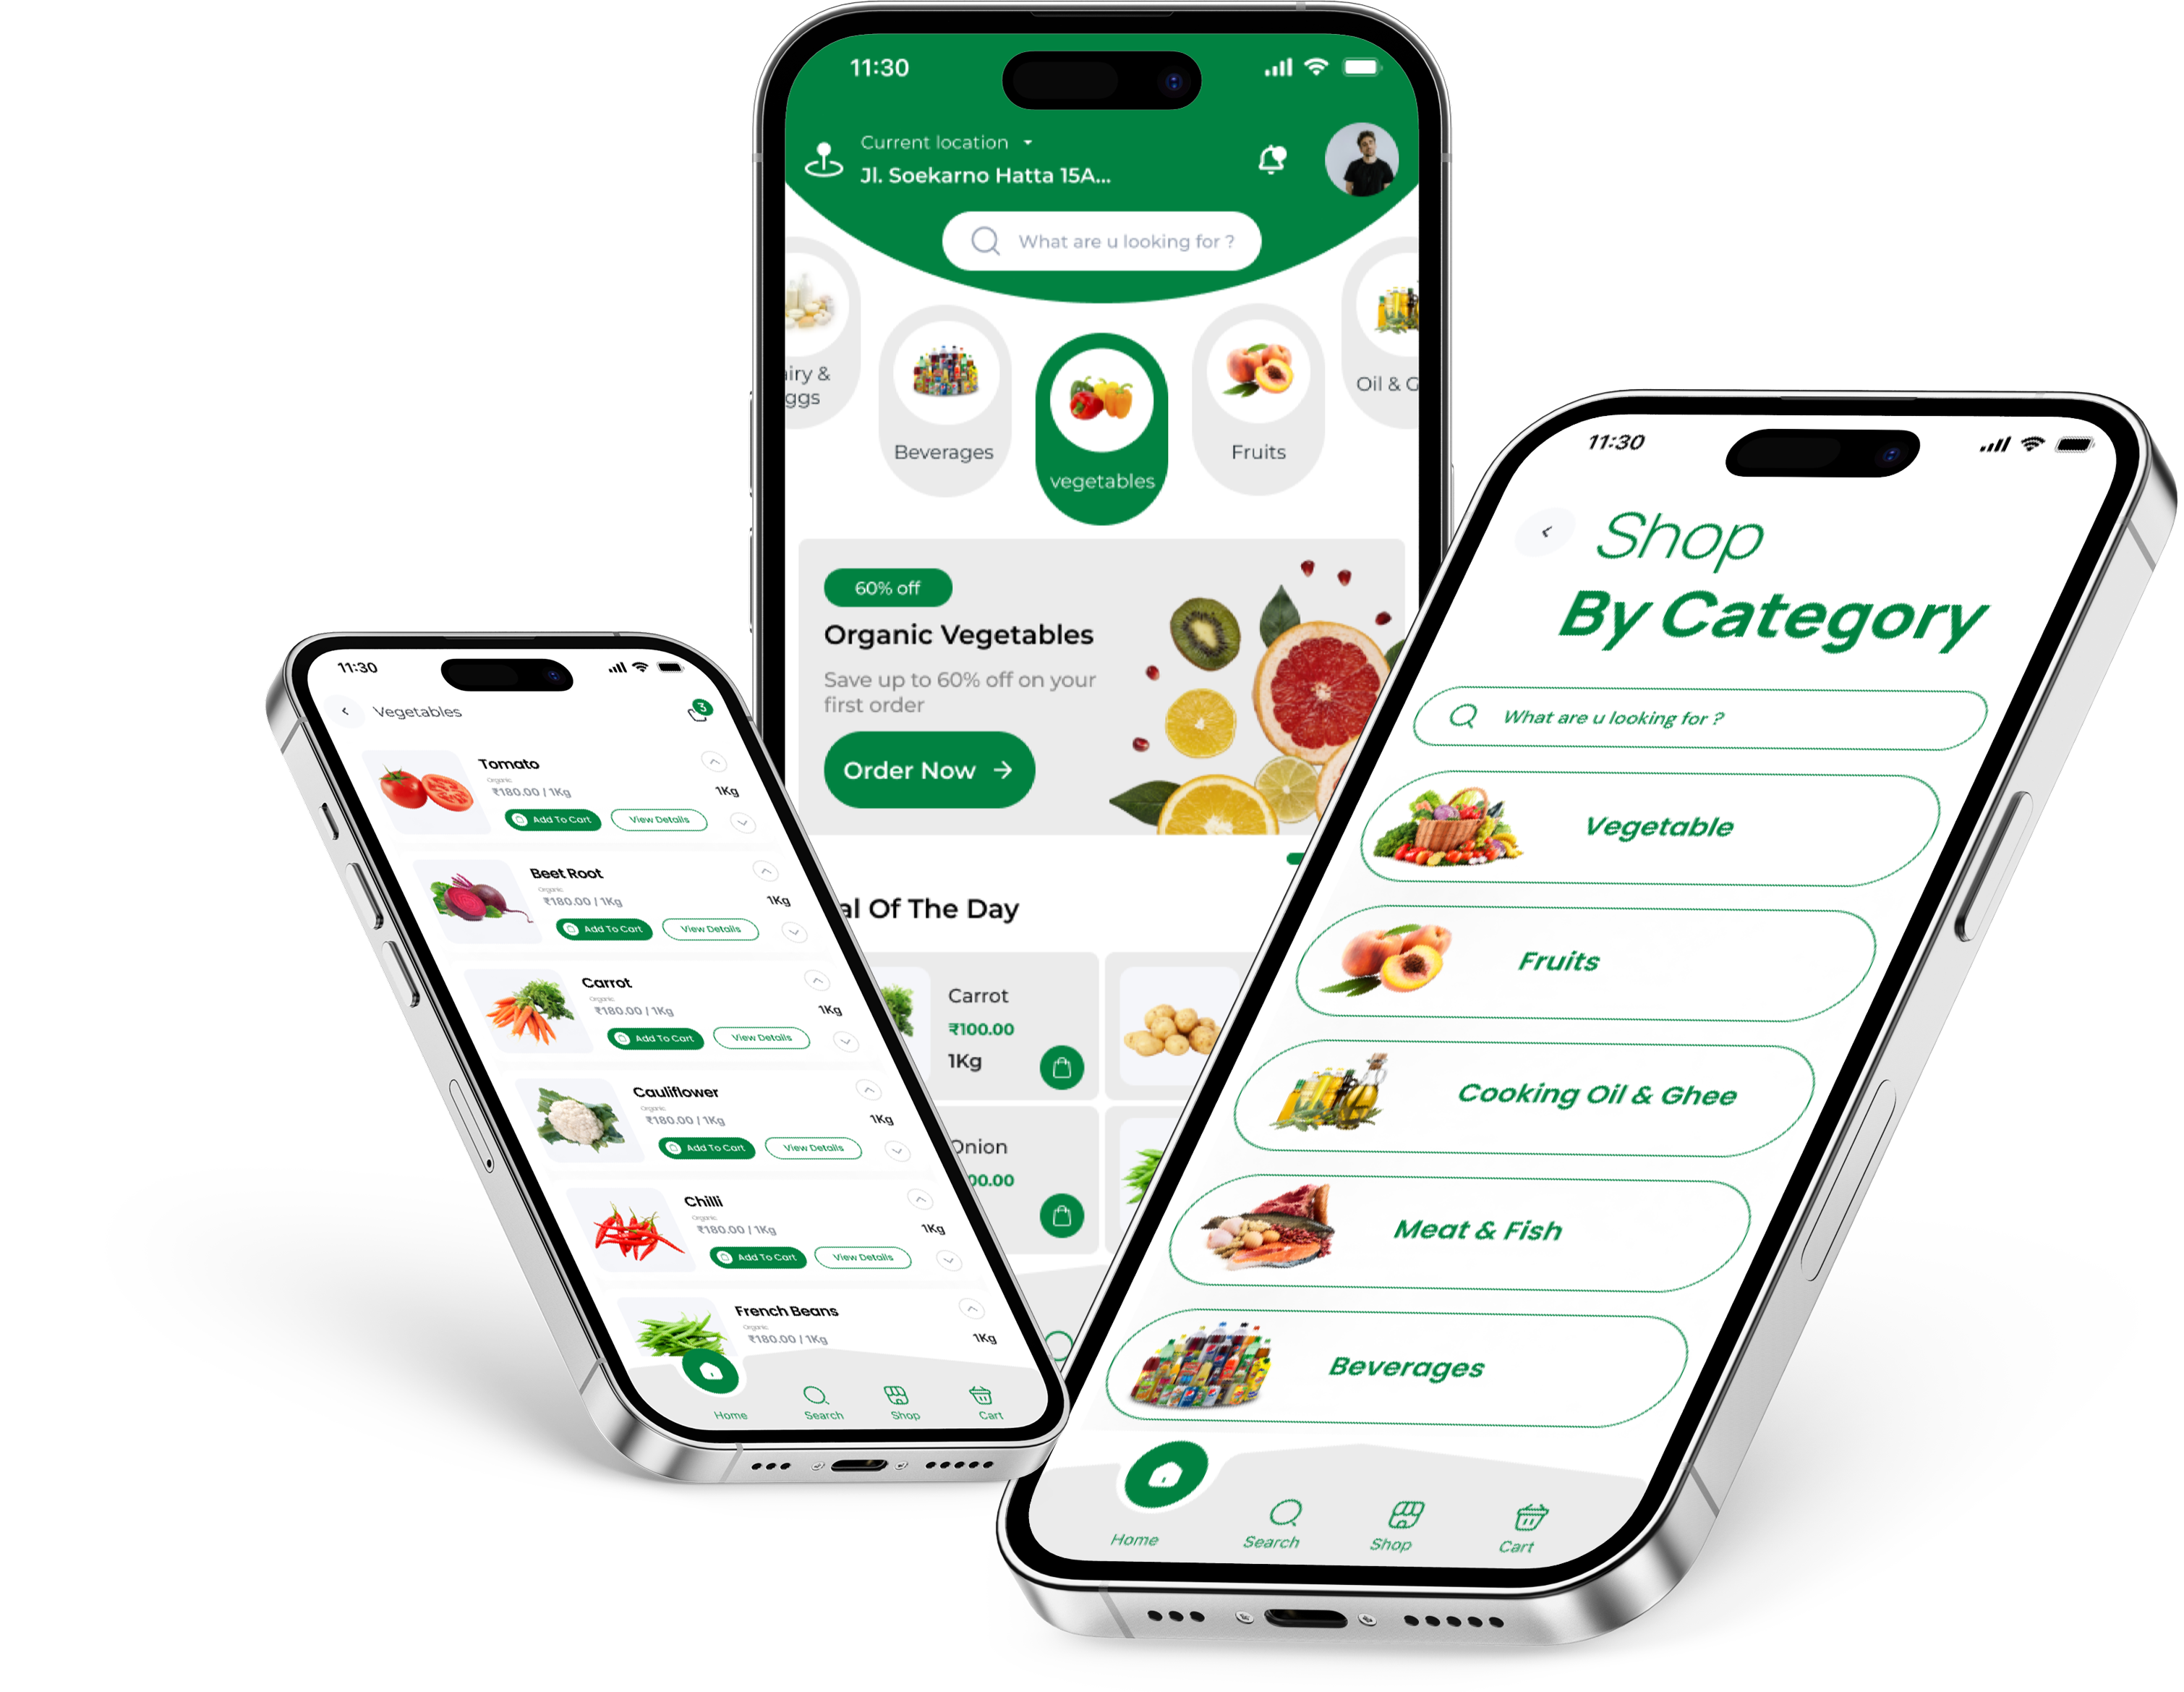 11:30
Current location
Jl. Soekarno Hatta 15A...
What are u looking for ?
airy &
ggs
Beverages
vegetables
Fruits
Oil & G
60% off
Organic Vegetables
Save up to 60% off on your
first order
Order Now
al Of The Day
Carrot
₹100.00
1Kg
Onion
00.00
11:30
Vegetables
3
Tomato
Organic
₹180.00 / 1Kg
Add To Cart
View Details
1Kg
Beet Root
Organic
₹180.00 / 1Kg
Add To Cart
View Details
1Kg
Carrot
Organic
₹180.00 / 1Kg
Add To Cart
View Details
1Kg
Cauliflower
Organic
₹180.00 / 1Kg
Add To Cart
View Details
1Kg
Chilli
Organic
₹180.00 / 1Kg
Add To Cart
View Details
1Kg
French Beans
Organic
₹180.00 / 1Kg
1Kg
Home
Search
Shop
Cart
11:30
Shop
By Category
What are u looking for ?
Vegetable
Fruits
Cooking Oil & Ghee
Meat & Fish
Beverages
Home
Search
Shop
Cart